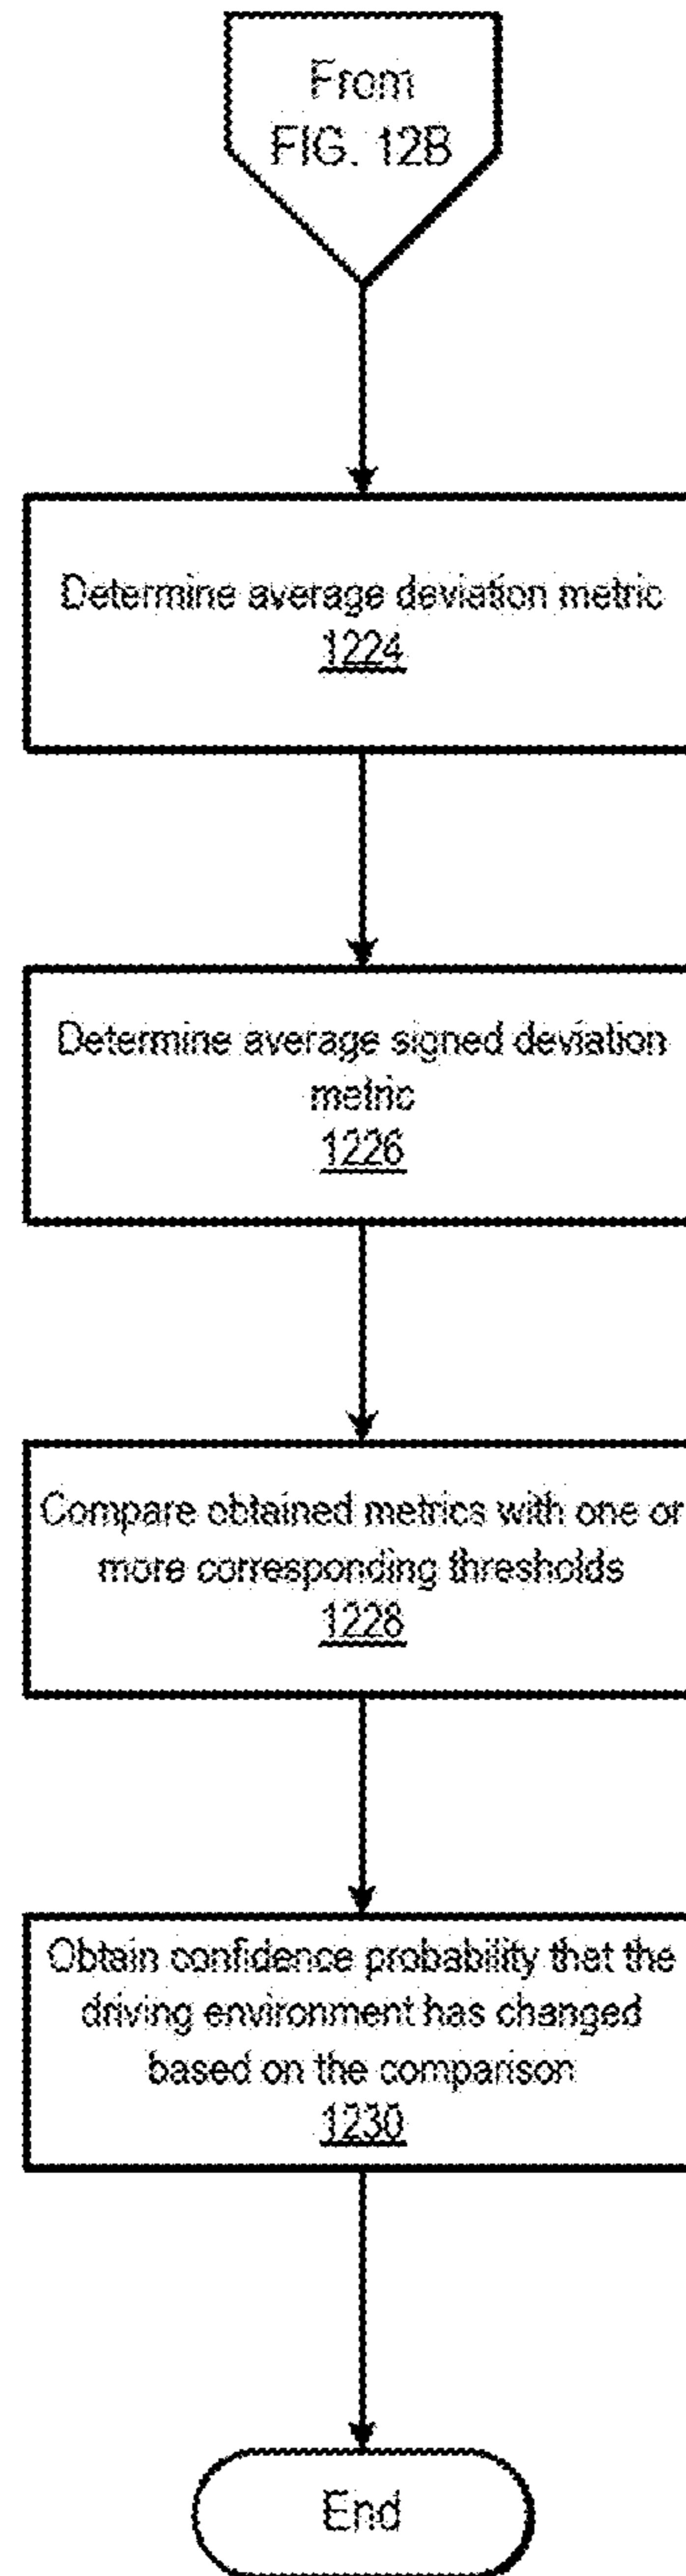 From
FIG. 12B
Determine average deviation metric
1224
Determine average signed deviation
metric
1226
Compare obtained metrics with one or
more corresponding thresholds
1228
Obtain confidence probability that the
driving environment has changed
based on the comparison
1230
End